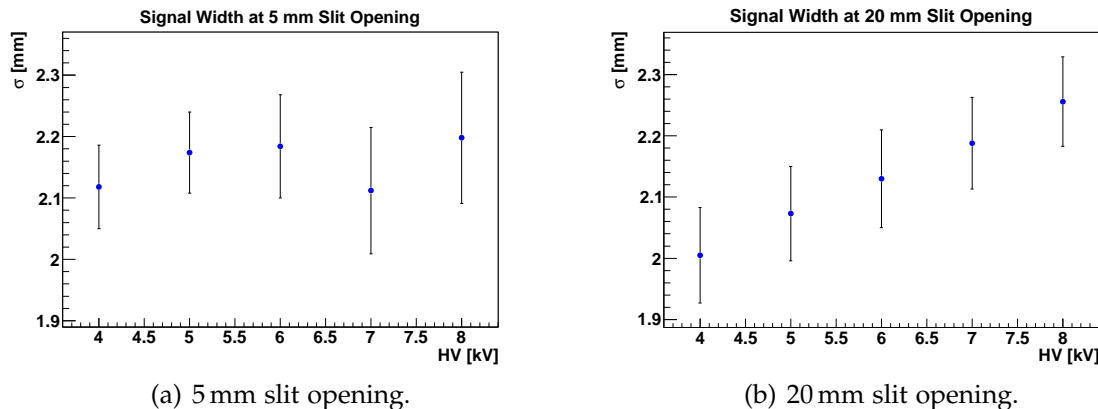 Signal Width at 5 mm Slit Opening
σ [mm]
2.3
2.2
2.1
2
1.9
4 4.5 5 5.5 6 6.5 7 7.5 8
HV [kV]
(a) 5 mm slit opening.
Signal Width at 20 mm Slit Opening
σ [mm]
2.3
2.2
2.1
2
1.9
4 4.5 5 5.5 6 6.5 7 7.5 8
HV [kV]
(b) 20 mm slit opening.